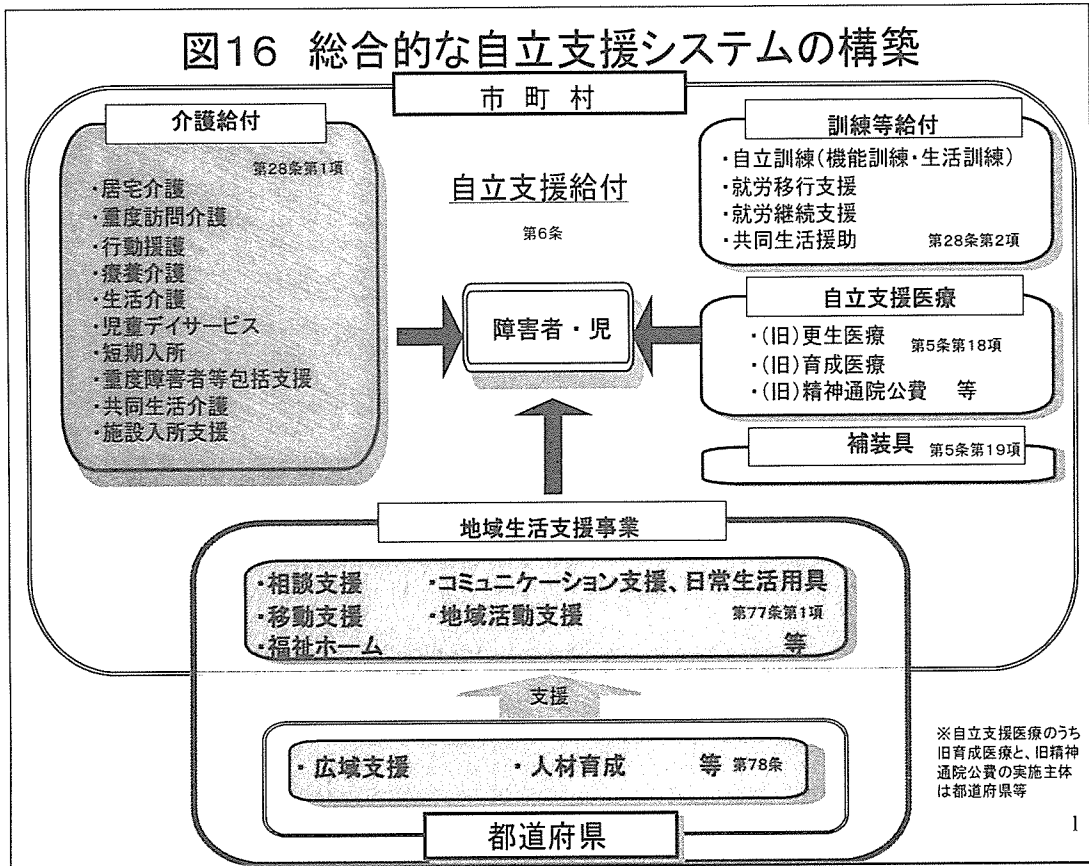 図16 総合的な自立支援システムの構築
市 町 村
介護給付
第28条第1項
・居宅介護
・重度訪問介護
・行動援護
・療養介護
・生活介護
・児童デイサービス
・短期入所
・重度障害者等包括支援
・共同生活介護
・施設入所支援
自立支援給付
第6条
障害者・児
訓練等給付
・自立訓練(機能訓練・生活訓練)
・就労移行支援
・就労継続支援
・共同生活援助 第28条第2項
自立支援医療
・(旧)更生医療 第5条第18項
・(旧)育成医療
・(旧)精神通院公費 等
補装具 第5条第19項
地域生活支援事業
・相談支援 ・コミュニケーション支援、日常生活用具
・移動支援 ・地域活動支援 第77条第1項
・福祉ホーム 等
支援
・広域支援 ・人材育成 等 第78条
都道府県
※自立支援医療のうち
旧育成医療と、旧精神
通院公費の実施主体
は都道府県等
1